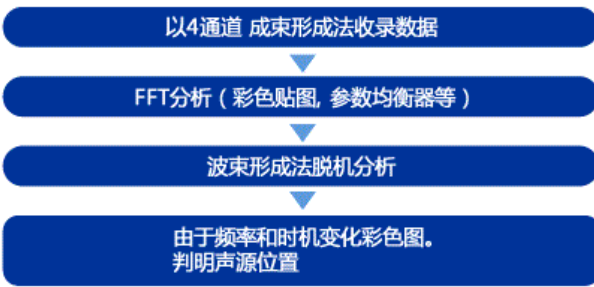 以4通道 成束形成法收录数据
FFT分析（彩色贴图, 参数均衡器等）
波束形成法脱机分析
由于频率和时机变化彩色图。
判明声源位置